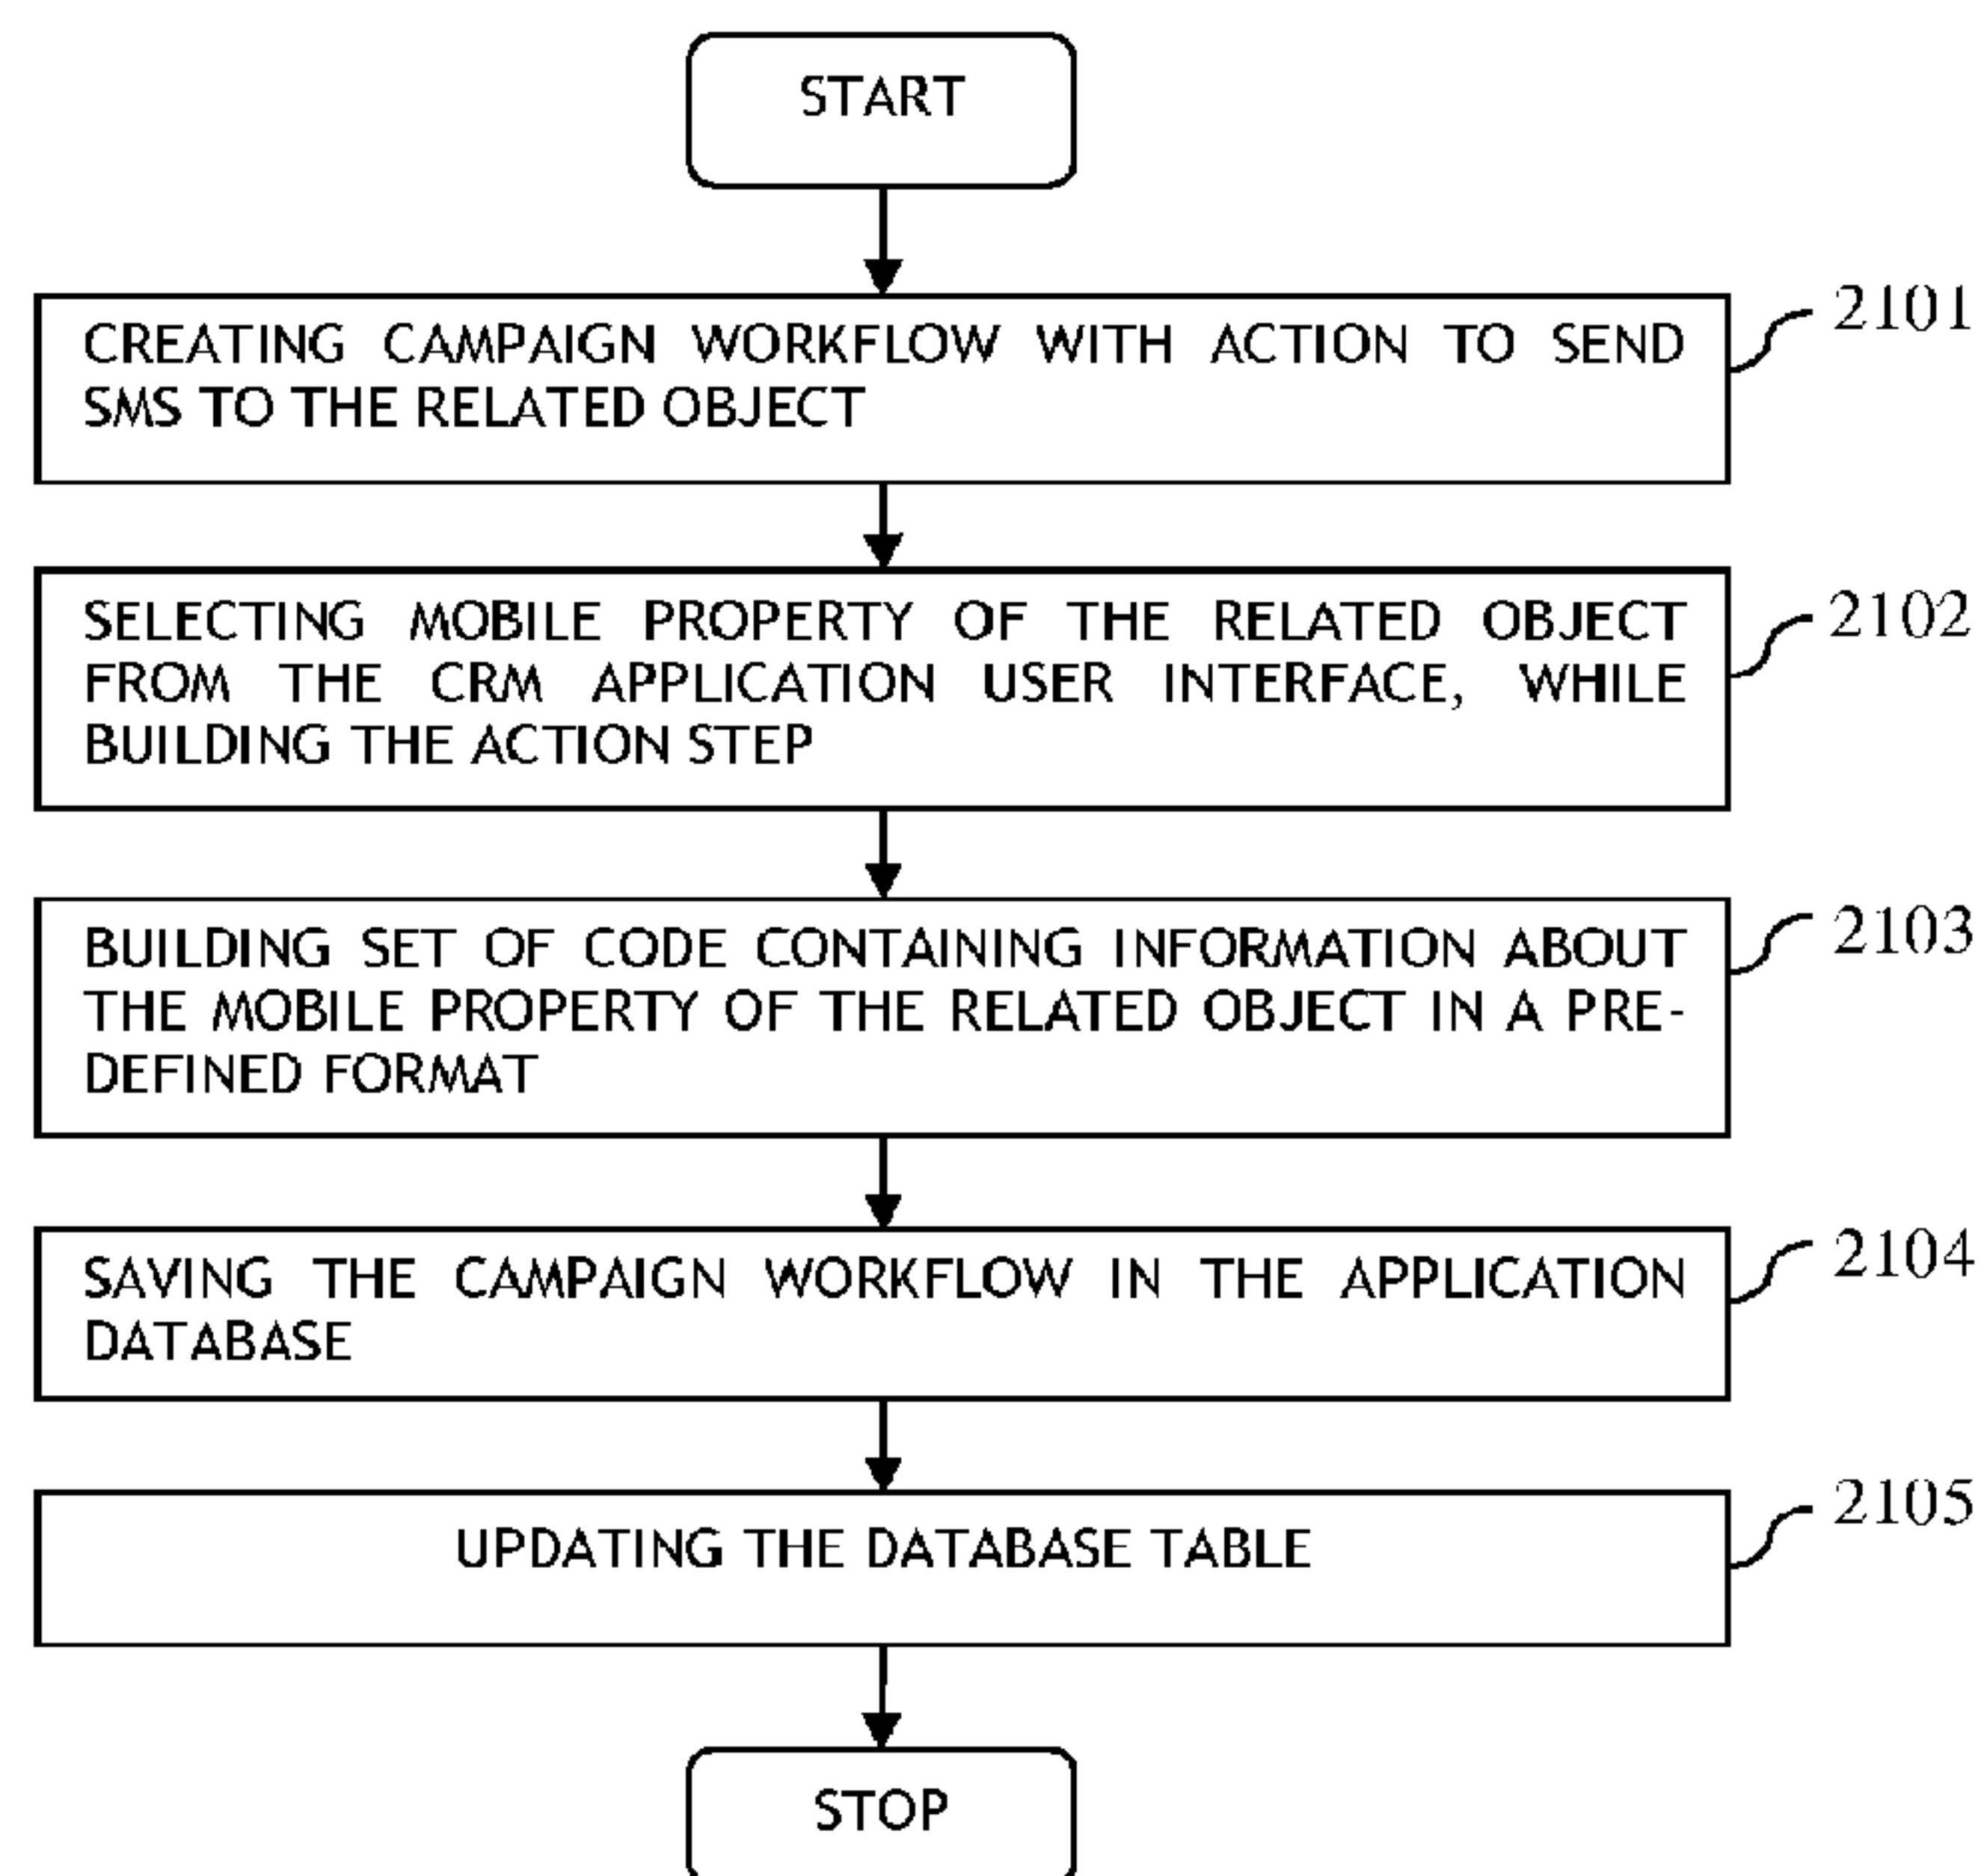 START
2101
CREATING CAMPAIGN WORKFLOW WITH ACTION TO SEND
SMS TO THE RELATED OBJECT
2102
SELECTING MOBILE PROPERTY OF THE RELATED OBJECT
FROM THE CRM APPLICATION USER INTERFACE, WHILE
BUILDING THE ACTION STEP
2103
BUILDING SET OF CODE CONTAINING INFORMATION ABOUT
THE MOBILE PROPERTY OF THE RELATED OBJECT IN A PRE-
DEFINED FORMAT
2104
SAVING THE CAMPAIGN WORKFLOW IN THE APPLICATION
DATABASE
2105
UPDATING THE DATABASE TABLE
STOP